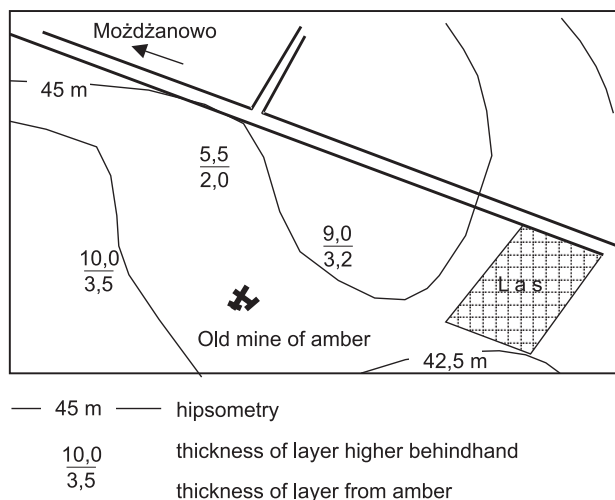 Możdżanowo
45 m
5,5
2,0
9,0
3,2
10,0
3,5
Las
Old mine of amber
42,5 m
45 m hipsometry
10,0
3,5
thickness of layer higher behindhand
thickness of layer from amber